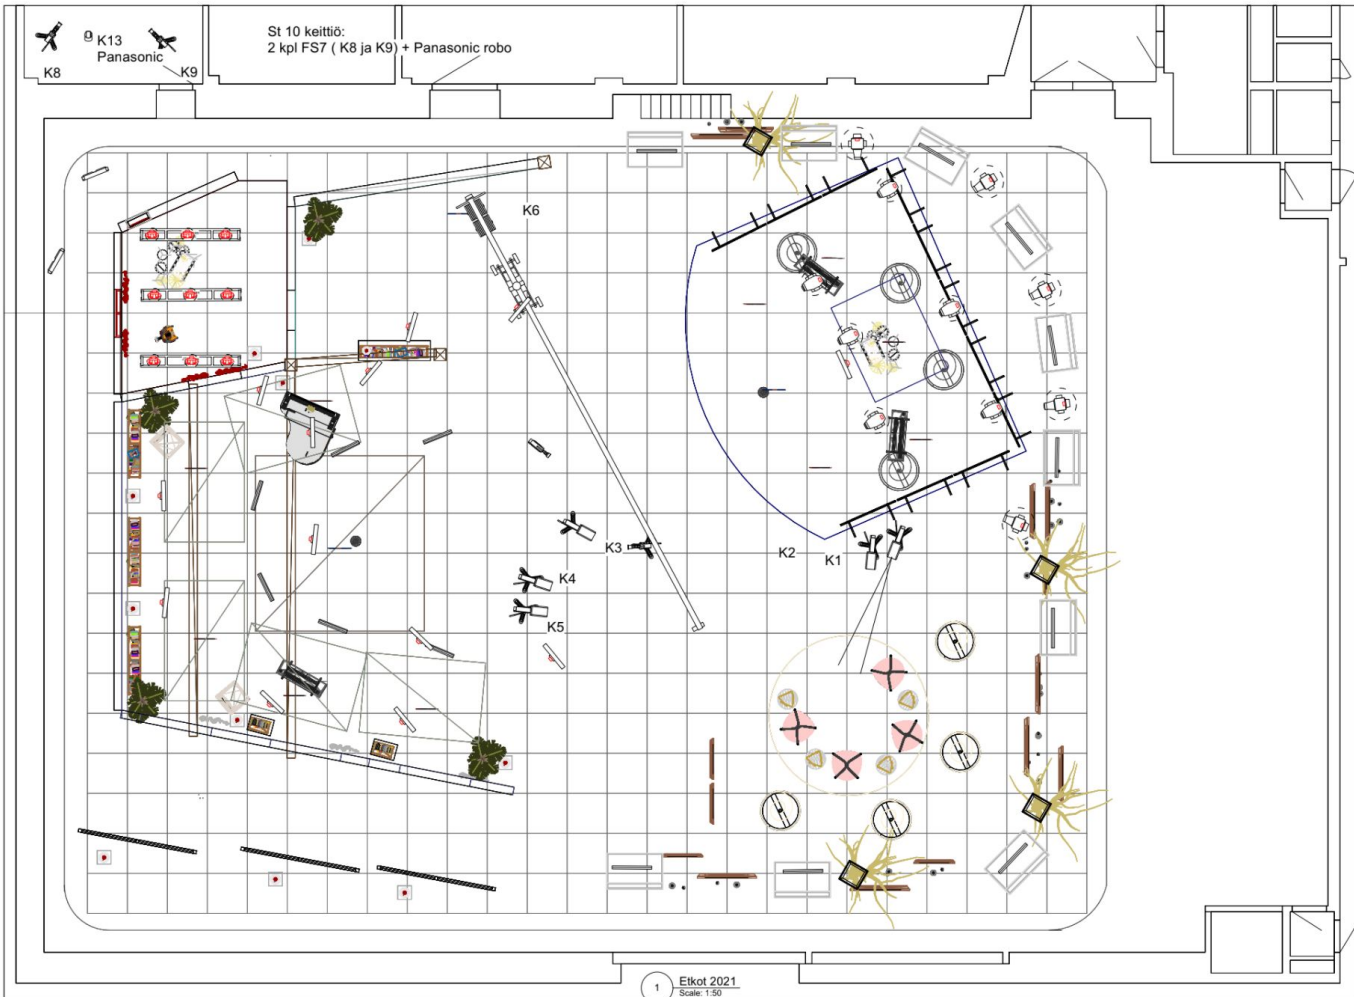 St 10 keittiö:
2 kpl FS7 ( K8 ja K9) + Panasonic robo
K13
Panasonic
K8
K9
K6
K3
K2
K1
K4
K5
1
Etkot 2021
Scale: 1:50